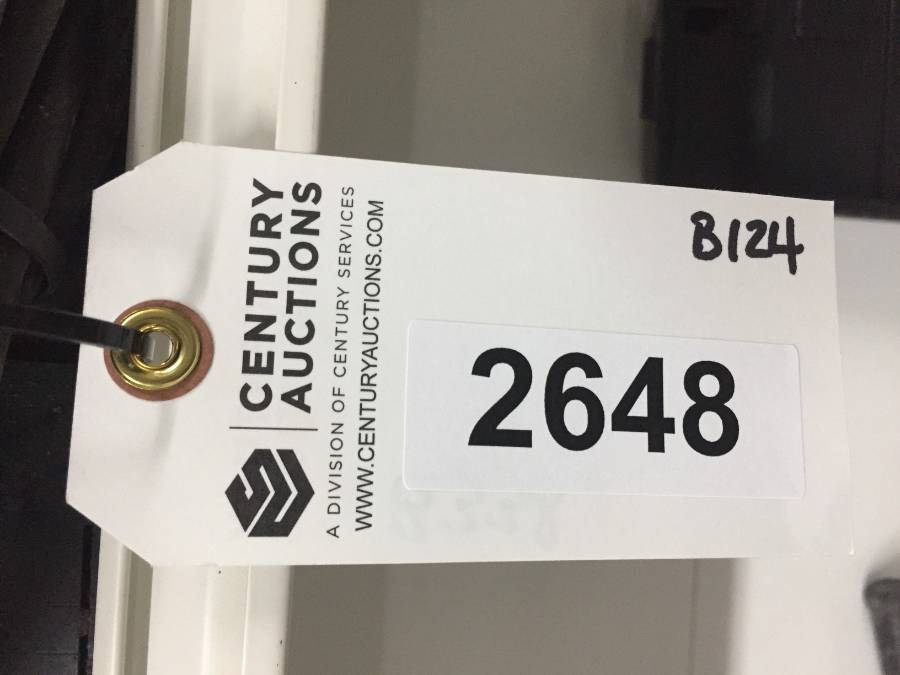 CENTURY
AUCTIONS
A DIVISION OF CENTURY SERVICES
WWW.CENTURYAUCTIONS.COM
B124
2648